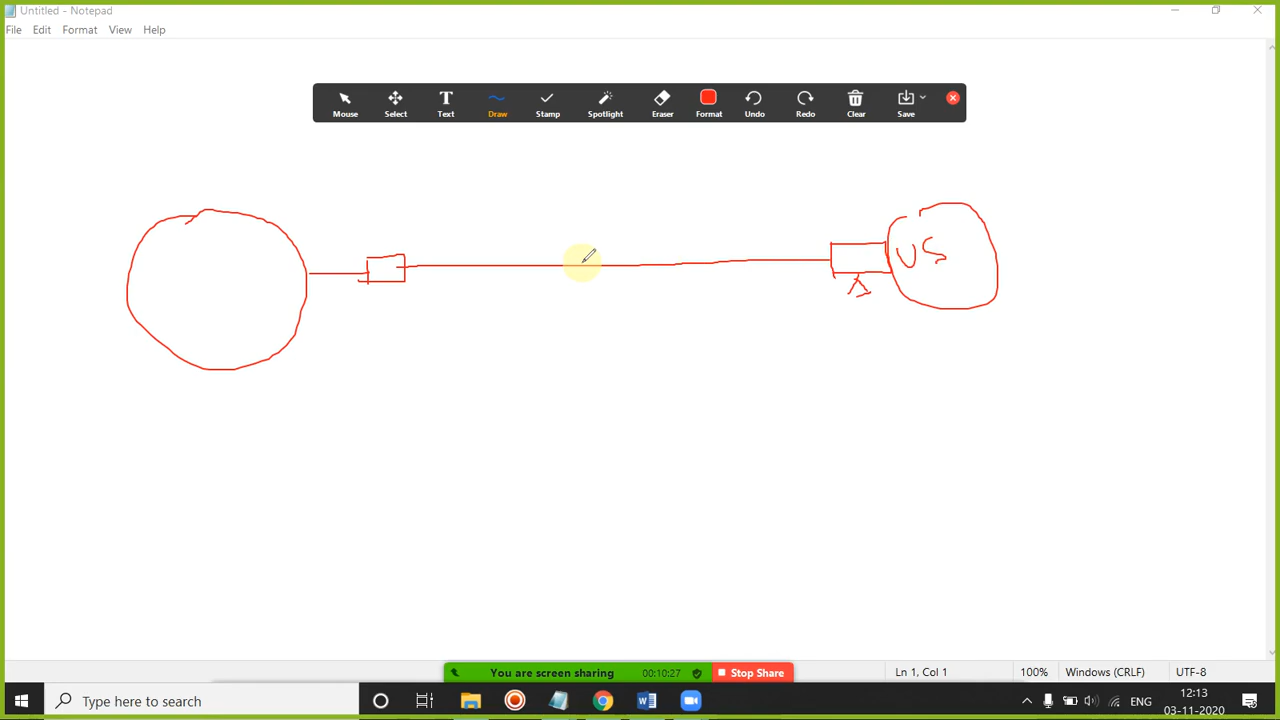 Untitled - Notepad
File Edit Format View Help
Mouse Select Text Draw Stamp Spotlight Eraser Format Undo Redo Clear Save
US
You are screen sharing 00:10:27 Stop Share
Ln 1, Col 1 100% Windows (CRLF) UTF-8
Type here to search
ENG
12:13
03-11-2020